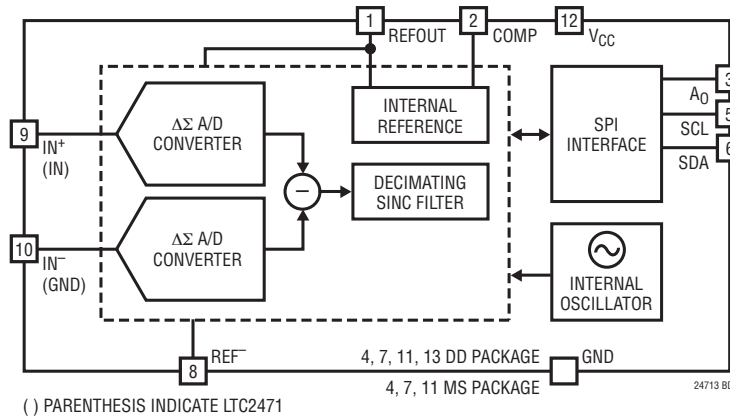 1
REFOUT
2
COMP
12
VCC
ΔΣ A/D
CONVERTER
INTERNAL
REFERENCE
SPI
INTERFACE
3
A0
5
SCL
6
SDA
9
IN+
(IN)
−
DECIMATING
SINC FILTER
10
IN−
(GND)
ΔΣ A/D
CONVERTER
INTERNAL
OSCILLATOR
8
REF−
4, 7, 11, 13 DD PACKAGE
4, 7, 11 MS PACKAGE
GND
24713 BD
( ) PARENTHESIS INDICATE LTC2471